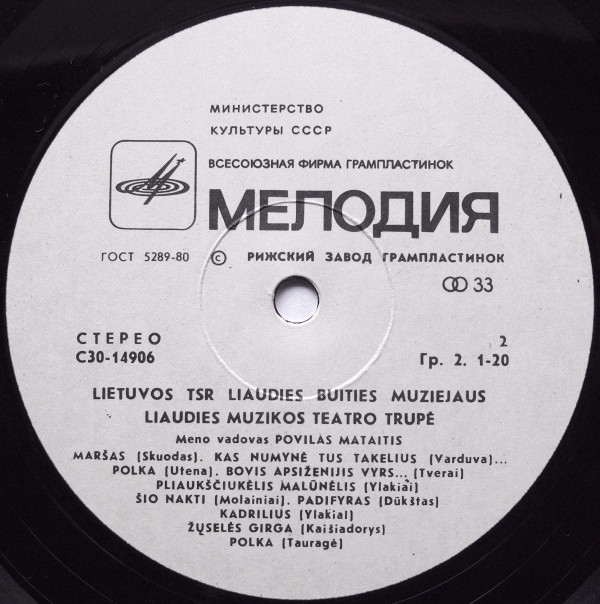 МИНИСТЕРСТВО
КУЛЬТУРЫ СССР
ВСЕСОЮЗНАЯ ФИРМА ГРАМПЛАСТИНОК
МЕЛОДИЯ
ГОСТ 5289-80 © РИЖСКИЙ ЗАВОД ГРАМПЛАСТИНОК
33
СТЕРЕО 2
С30-14906 Гр. 2. 1-20
LIETUVOS TSR LIAUDIES BUITIES MUZIEJAUS
LIAUDIES MUZIKOS TEATRO TRUPĖ
Meno vadovas POVILAS MATAITIS
MARŠAS (Skuodas). KAS NUMYNĖ TUS TAKELIUS (Varduva)...
POLKA (Utena). BOVIS APSIŽENIJIS VYRS... (Tverai)
PLIAUKŠČIUKĖLIS MALŪNĖLIS (Ylakiai)
ŠIO NAKTI (Molainiai). PADIFYRAS (Dūkštas)
KADRILIUS (Ylakiai)
ŽŲSELĖS GIRGA (Kaišiadorys)
POLKA (Tauragė)